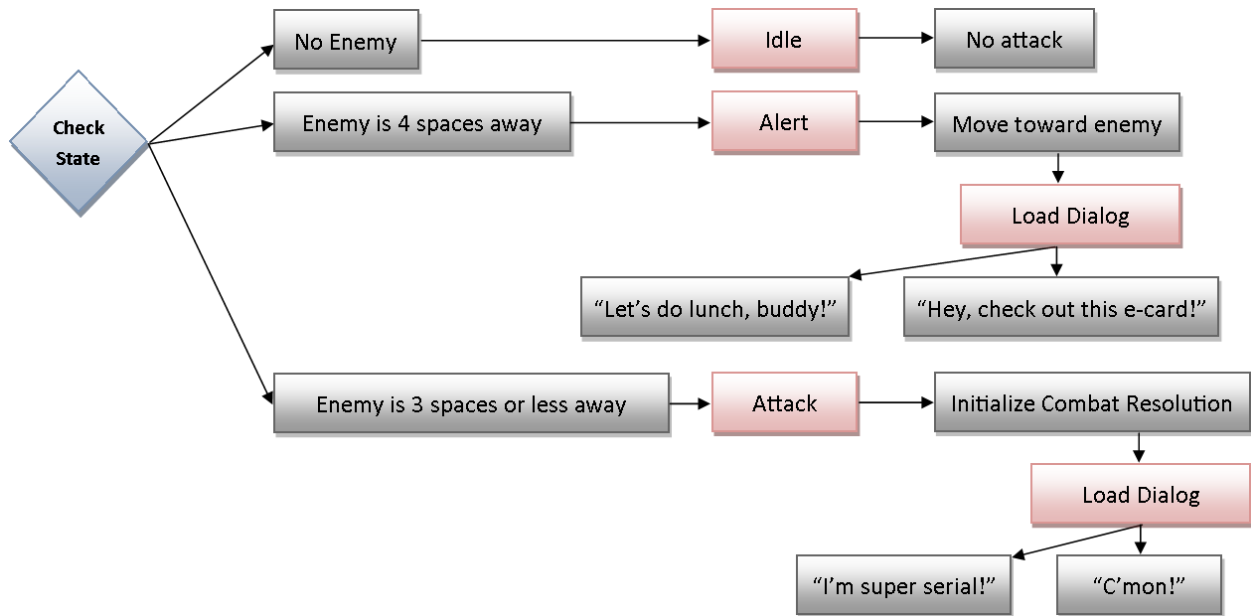 No Enemy
Idle
No attack
Check
State
Enemy is 4 spaces away
Alert
Move toward enemy
Load Dialog
“Let’s do lunch, buddy!”
“Hey, check out this e-card!”
Enemy is 3 spaces or less away
Attack
Initialize Combat Resolution
Load Dialog
“I’m super serial!”
“C’mon!”